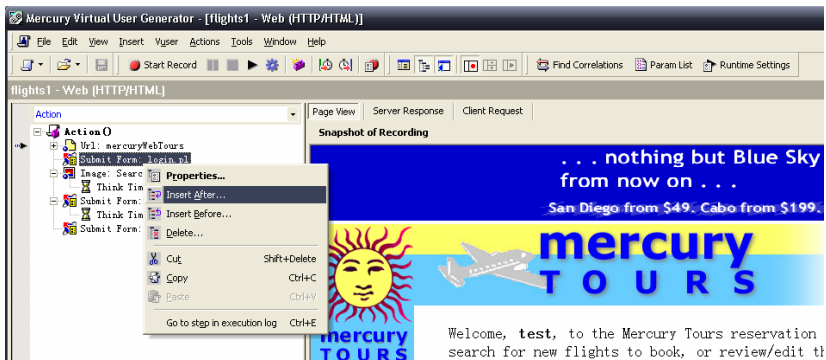 Mercury Virtual User Generator - [flights1 - Web (HTTP/HTML)]
File Edit View Insert Vyser Actions Tools Window Help
Start Record Find Correlations Param List Runtime Settings
flights1 - Web (HTTP/HTML)
Action
Page View Server Response Client Request
Action()
Snapshot of Recording
Url: mercuryWebTours
Submit Form: login.pl
Image: Searc
Think Tim
Submit Form:
Think Tim
Submit Form:
Properties...
Insert After...
Insert Before...
Delete...
Cut Shift+Delete
Copy Ctrl+C
Paste Ctrl+V
Go to step in execution log Ctrl+E
. . . nothing but Blue Sky
from now on . . .
San Diego from $49. Cabo from $199.
mercury
TOURS
mercury
TOURS
Welcome, test, to the Mercury Tours reservation
search for new flights to book, or review/edit th